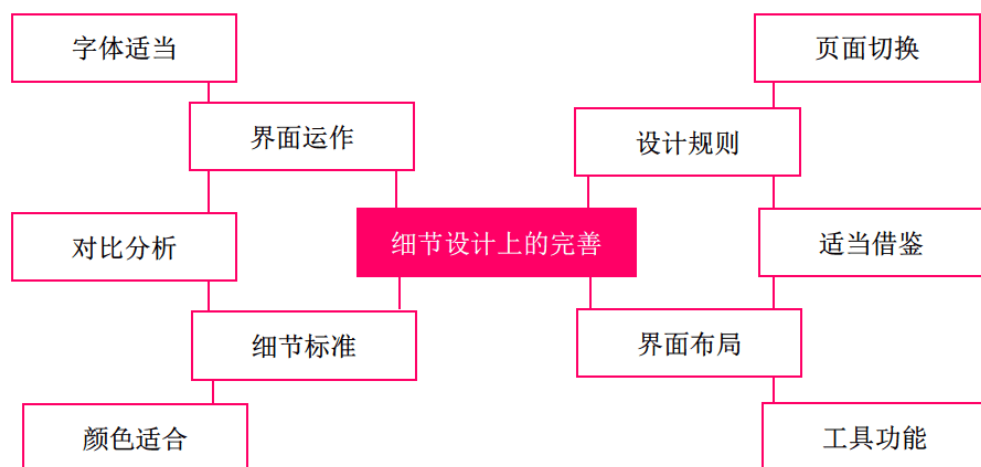 字体适当
页面切换
界面运作
设计规则
对比分析
细节设计上的完善
适当借鉴
细节标准
界面布局
颜色适合
工具功能